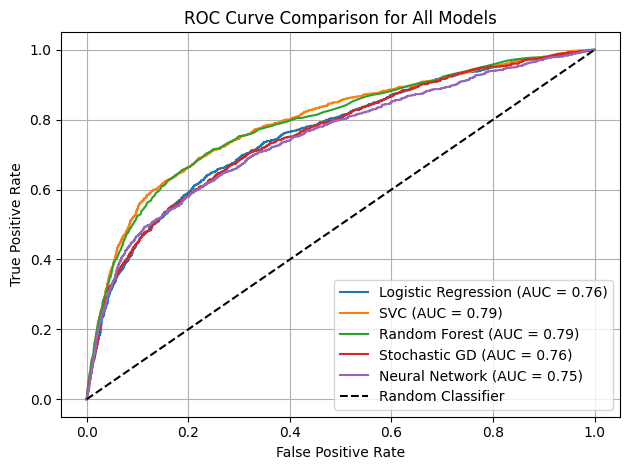 ROC Curve Comparison for All Models
True Positive Rate
1.0
0.8
0.6
0.4
0.2
0.0
0.0
0.2
0.4
0.6
0.8
1.0
False Positive Rate
Logistic Regression (AUC = 0.76)
SVC (AUC = 0.79)
Random Forest (AUC = 0.79)
Stochastic GD (AUC = 0.76)
Neural Network (AUC = 0.75)
Random Classifier